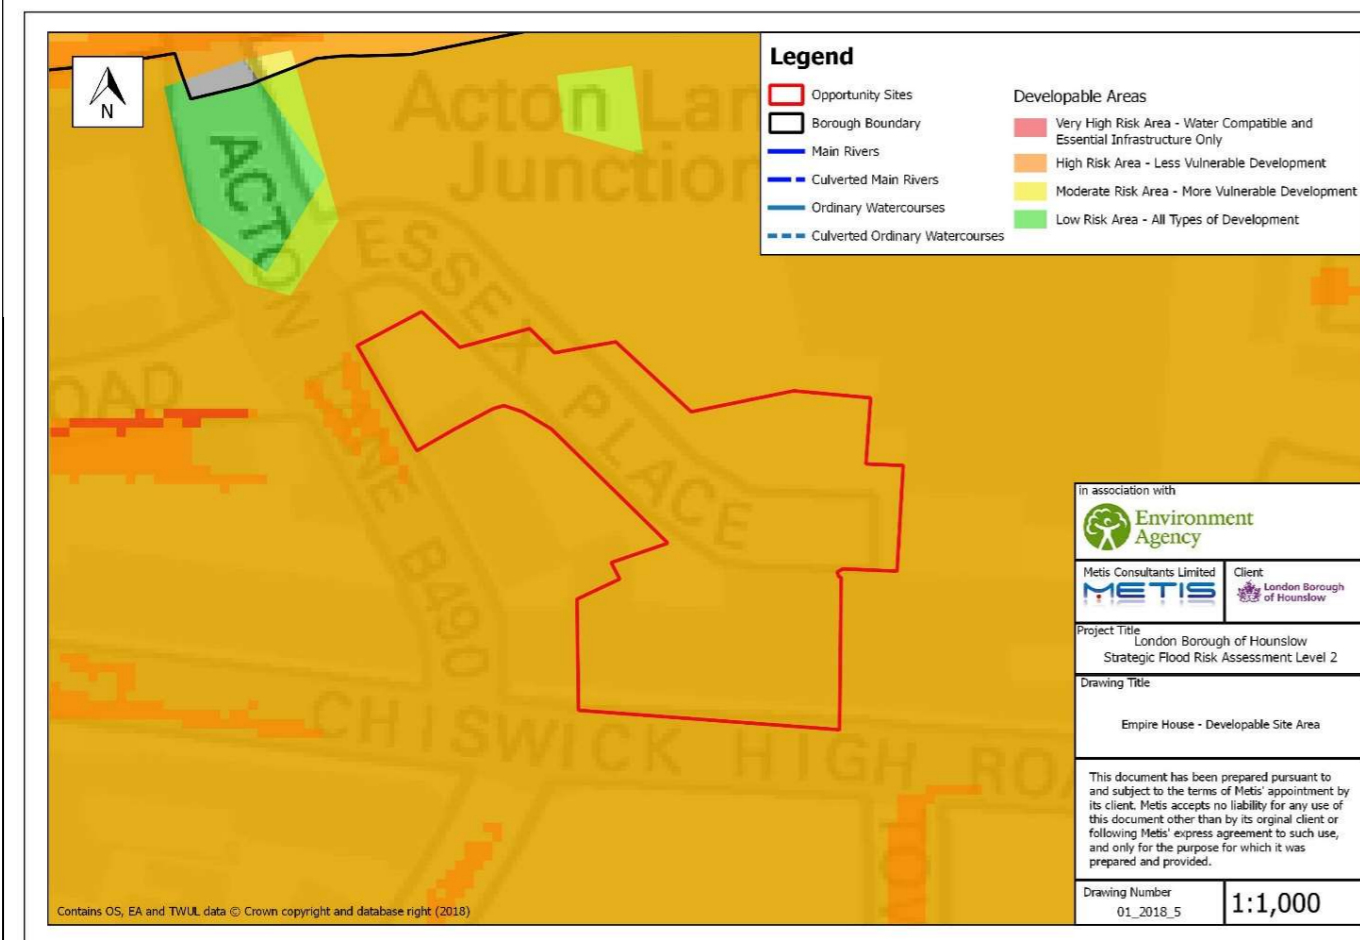 N
Acton Lan
Junction
ACTON LANE B490
ESSEX PLACE
OAD
CHISWICK HIGH ROA
Contains OS, EA and TWUL data © Crown copyright and database right (2018)
Legend
Opportunity Sites
Borough Boundary
Main Rivers
Culverted Main Rivers
Ordinary Watercourses
Culverted Ordinary Watercourses
Developable Areas
Very High Risk Area - Water Compatible and
Essential Infrastructure Only
High Risk Area - Less Vulnerable Development
Moderate Risk Area - More Vulnerable Development
Low Risk Area - All Types of Development
in association with
Environment
Agency
Metis Consultants Limited
METIS
Client
London Borough
of Hounslow
Project Title
London Borough of Hounslow
Strategic Flood Risk Assessment Level 2
Drawing Title
Empire House - Developable Site Area
This document has been prepared pursuant to
and subject to the terms of Metis' appointment by
its client. Metis accepts no liability for any use of
this document other than by its orginal client or
following Metis' express agreement to such use,
and only for the purpose for which it was
prepared and provided.
Drawing Number
01_2018_5
1:1,000